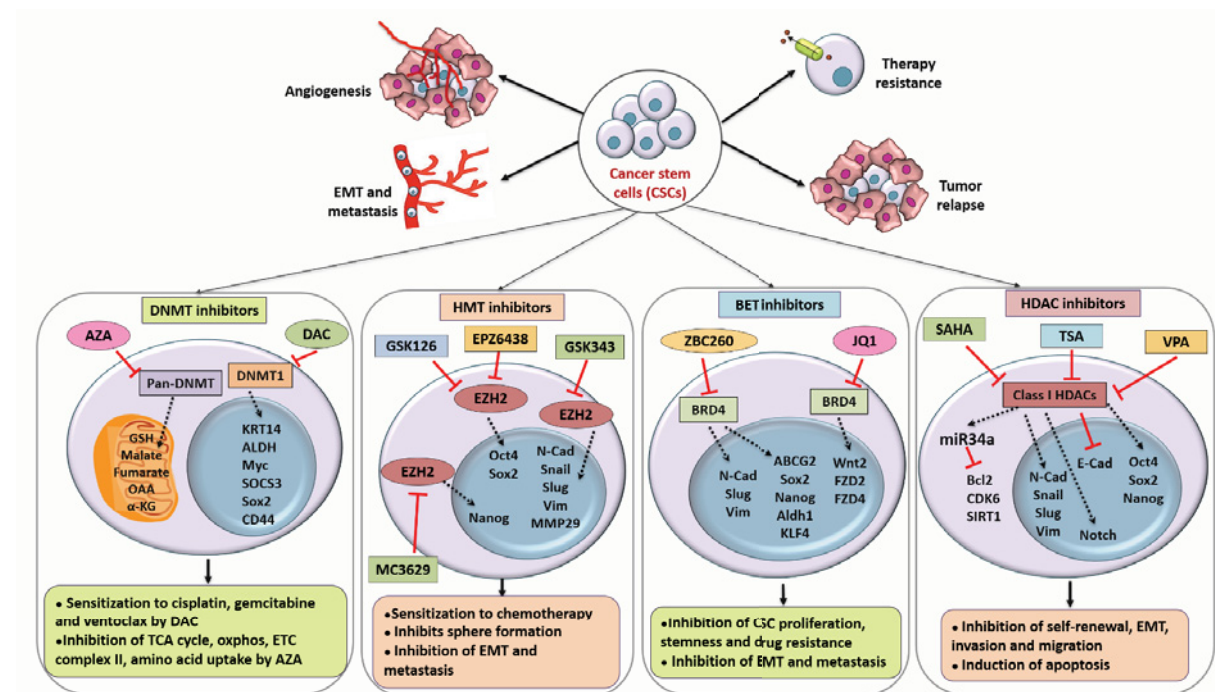 Angiogenesis
Therapy
resistance
Cancer stem
cells (CSCs)
EMT and
metastasis
Tumor
relapse
DNMT inhibitors
AZA
DAC
Pan-DNMT
DNMT1
GSH
Malate
Fumarate
OAA
α-KG
KRT14
ALDH
Myc
SOCS3
Sox2
CD44
• Sensitization to cisplatin, gemcitabine
and ventoclax by DAC
•Inhibition of TCA cycle, oxphos, ETC
complex II, amino acid uptake by AZA
HMT inhibitors
GSK126
EPZ6438
GSK343
EZH2
EZH2
EZH2
Oct4
Sox2
Nanog
N-Cad
Snail
Slug
Vim
MMP29
MC3629
•Sensitization to chemotherapy
• Inhibits sphere formation
• Inhibition of EMT and
metastasis
BET inhibitors
ZBC260
JQ1
BRD4
BRD4
N-Cad
Slug
Vim
ABCG2
Sox2
Nanog
Aldh1
KLF4
Wnt2
FZD2
FZD4
•Inhibition of CSC proliferation,
stemness and drug resistance
• Inhibition of EMT and metastasis
HDAC inhibitors
SAHA
TSA
VPA
Class I HDACs
miR34a
Bcl2
CDK6
SIRT1
N-Cad
Snail
Slug
Vim
E-Cad
Notch
Oct4
Sox2
Nanog
• Inhibition of self-renewal, EMT,
invasion and migration
• Induction of apoptosis